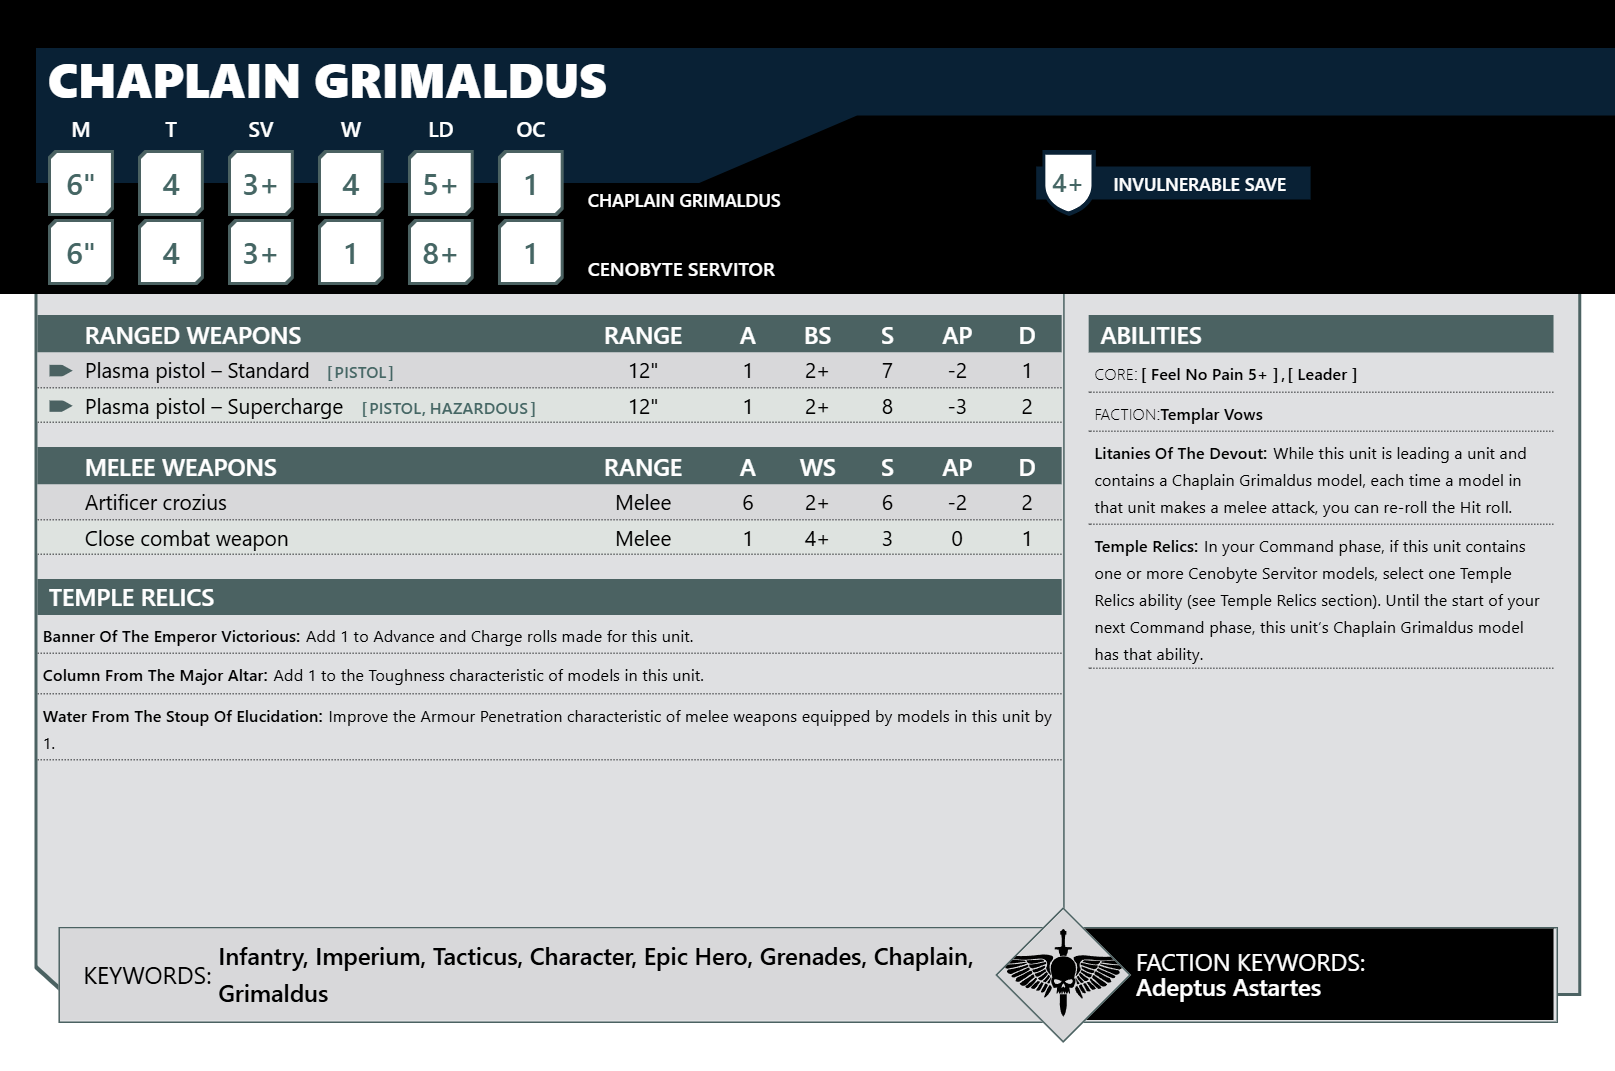 CHAPLAIN GRIMALDUS
M T SV W LD OC
6" 4 3+ 4 5+ 1 CHAPLAIN GRIMALDUS
4+ INVULNERABLE SAVE
6" 4 3+ 1 8+ 1 CENOBYTE SERVITOR
RANGED WEAPONS RANGE A BS S AP D
Plasma pistol – Standard [PISTOL] 12" 1 2+ 7 -2 1
Plasma pistol – Supercharge [PISTOL, HAZARDOUS] 12" 1 2+ 8 -3 2
MELEE WEAPONS RANGE A WS S AP D
Artificer crozius Melee 6 2+ 6 -2 2
Close combat weapon Melee 1 4+ 3 0 1
TEMPLE RELICS
Banner Of The Emperor Victorious: Add 1 to Advance and Charge rolls made for this unit.
Column From The Major Altar: Add 1 to the Toughness characteristic of models in this unit.
Water From The Stoup Of Elucidation: Improve the Armour Penetration characteristic of melee weapons equipped by models in this unit by
1.
ABILITIES
CORE: [ Feel No Pain 5+ ] , [ Leader ]
FACTION:Templar Vows
Litanies Of The Devout: While this unit is leading a unit and
contains a Chaplain Grimaldus model, each time a model in
that unit makes a melee attack, you can re-roll the Hit roll.
Temple Relics: In your Command phase, if this unit contains
one or more Cenobyte Servitor models, select one Temple
Relics ability (see Temple Relics section). Until the start of your
next Command phase, this unit's Chaplain Grimaldus model
has that ability.
KEYWORDS: Infantry, Imperium, Tacticus, Character, Epic Hero, Grenades, Chaplain,
Grimaldus
FACTION KEYWORDS:
Adeptus Astartes